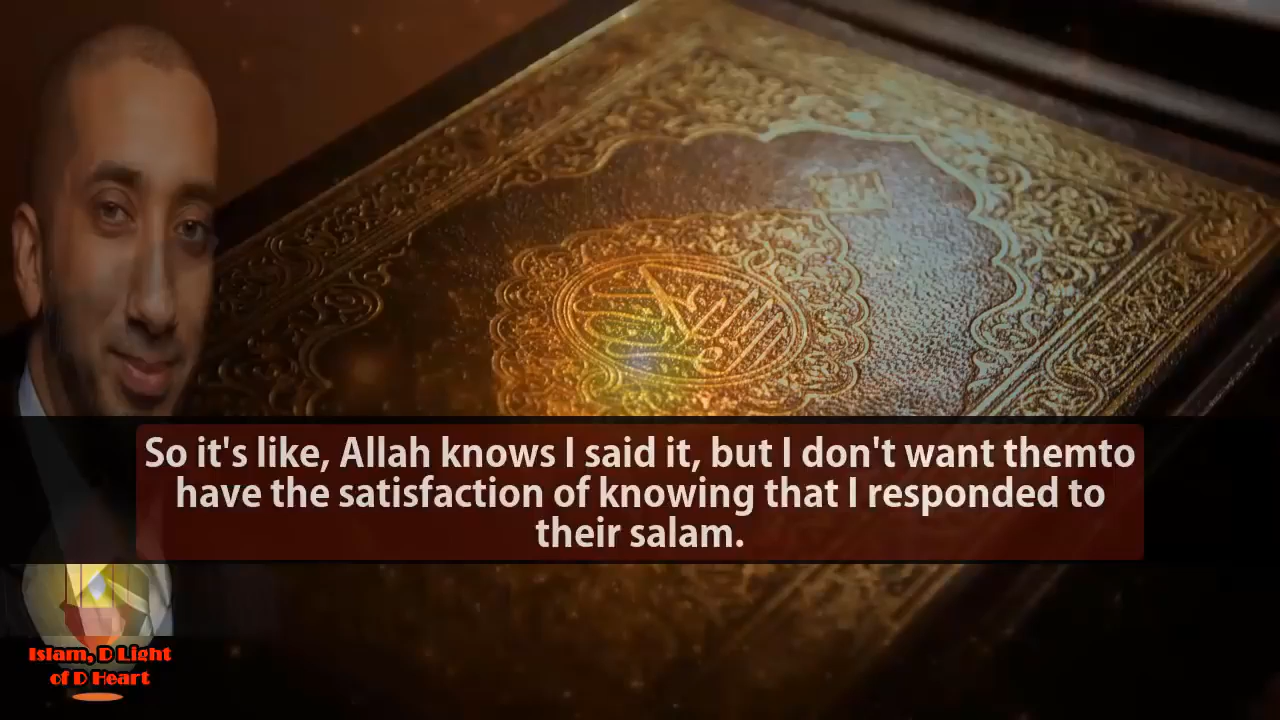 So it's like, Allah knows I said it, but I don't want themto
have the satisfaction of knowing that I responded to
their salam.
Islam, D Light
of D Heart